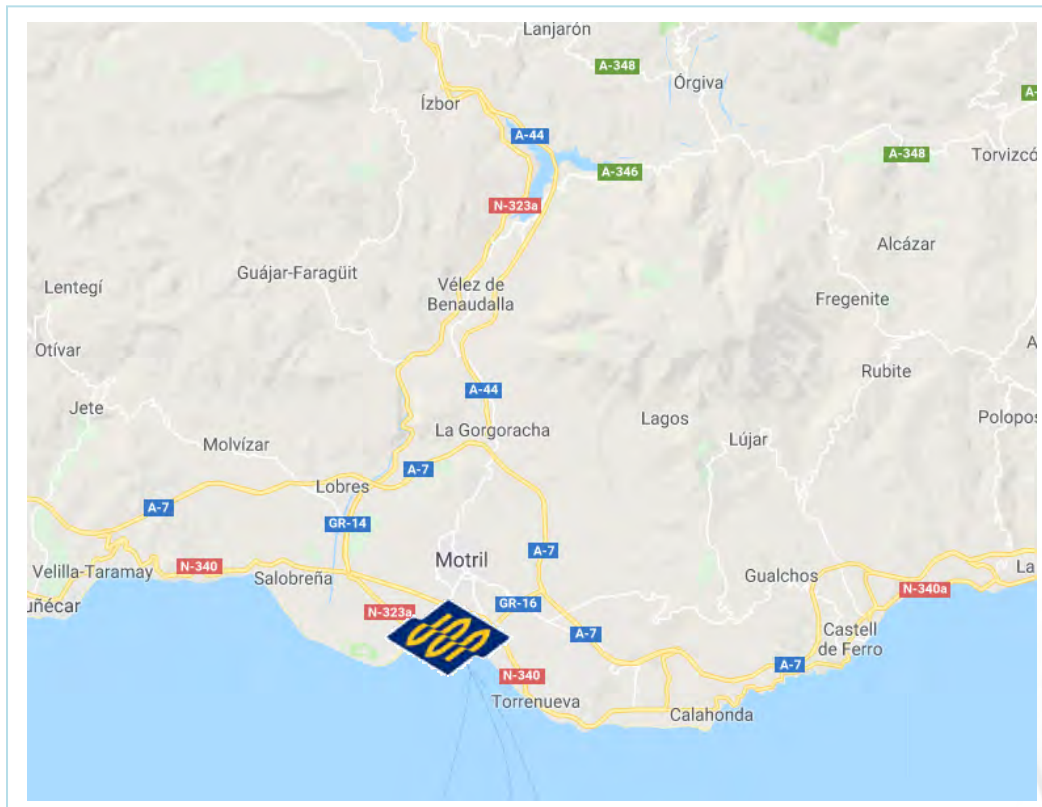 Lanjarón
A-348
Órgiva
A-
Ízbor
A-44
A-348
Torvizcó
A-346
N-323a
Alcázar
Guájar-Faragüit
Vélez de
Benaudalla
Lentegí
Fregenite
Otívar
A
Rubite
A-44
Jete
Lagos
Polopos
La Gorgoracha
Lújar
Molvízar
A-7
Lobres
A-7
GR-14
A-7
Motril
Velilla-Taramay
N-340
Salobreña
Gualchos
La
N-340a
uñécar
N-323a
GR-16
A-7
Castell
de Ferro
A-7
N-340
Torrenueva
Calahonda